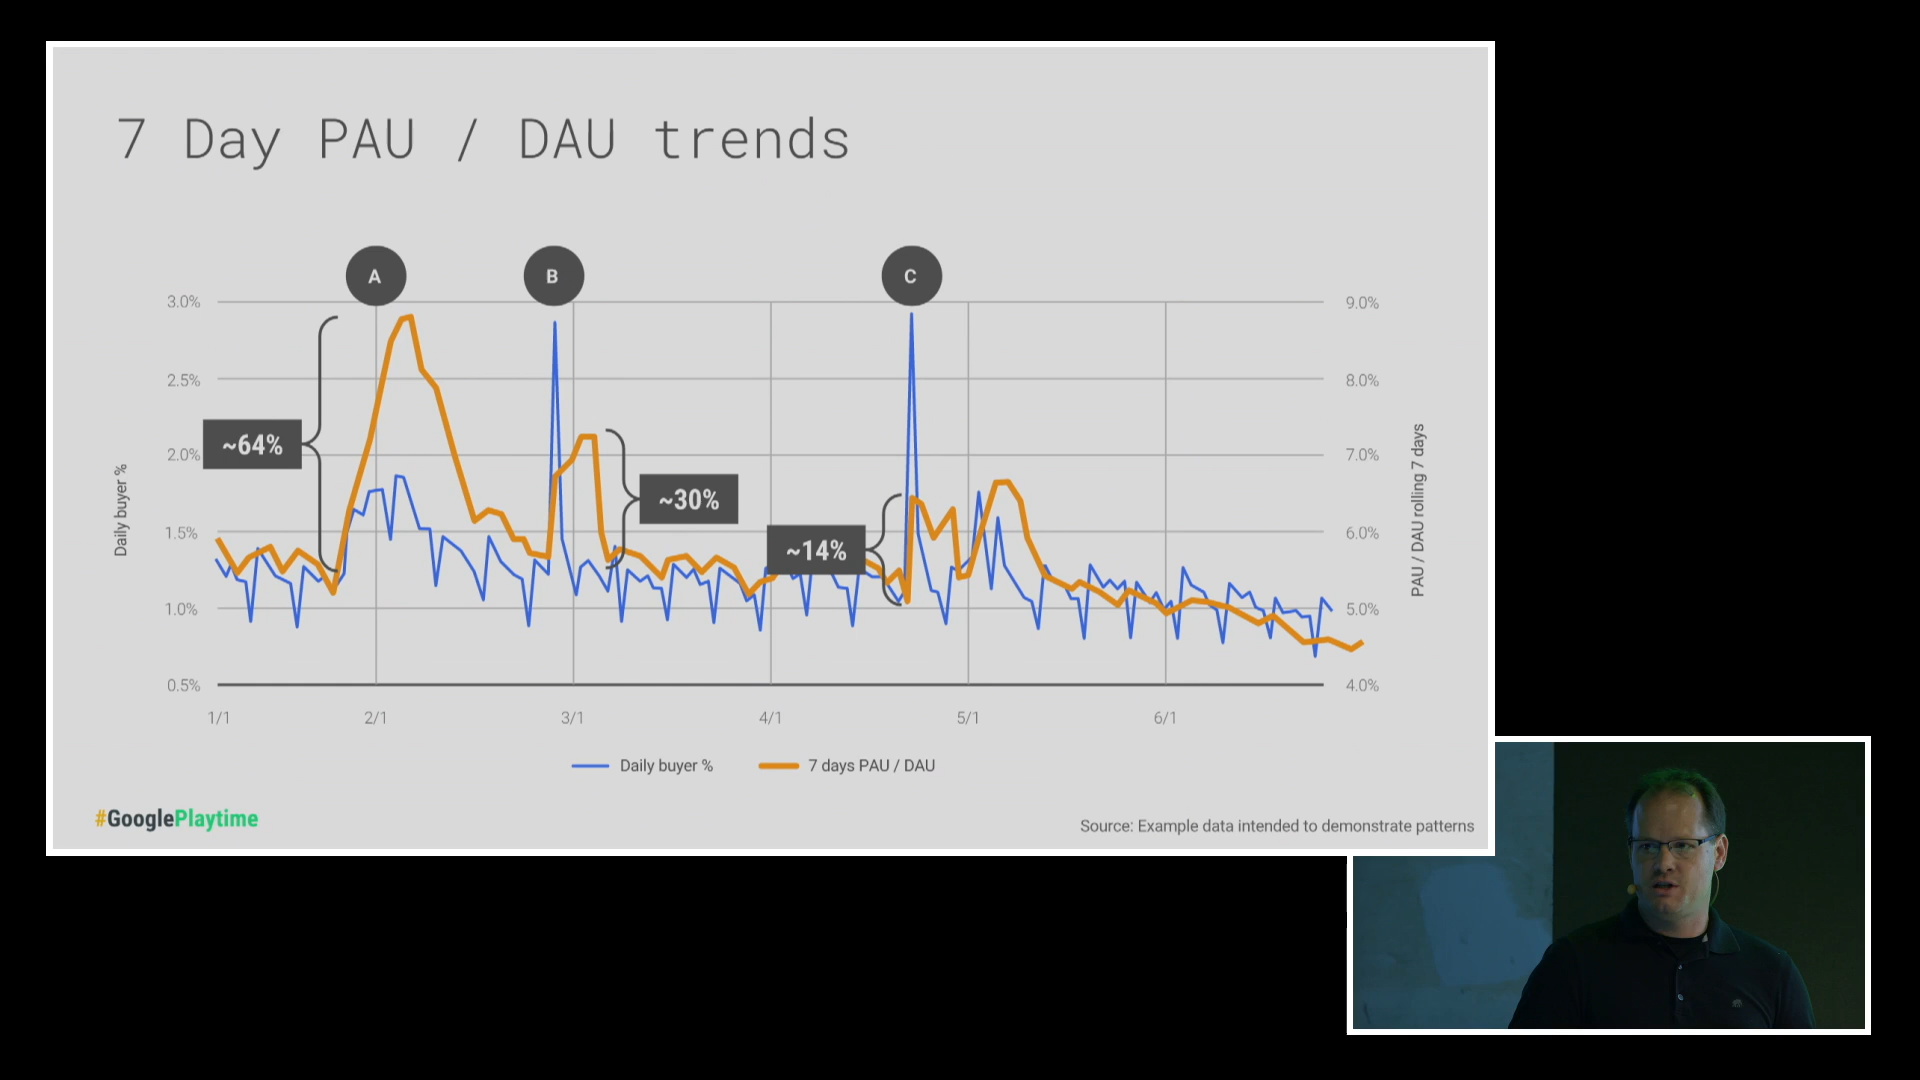 7 Day PAU / DAU trends
A
B
C
3.0%
2.5%
2.0%
1.5%
1.0%
0.5%
9.0%
8.0%
7.0%
6.0%
5.0%
4.0%
~64%
~30%
~14%
Daily buyer %
PAU / DAU rolling 7 days
1/1
2/1
3/1
4/1
5/1
6/1
Daily buyer %
7 days PAU / DAU
#GooglePlaytime
Source: Example data intended to demonstrate patterns